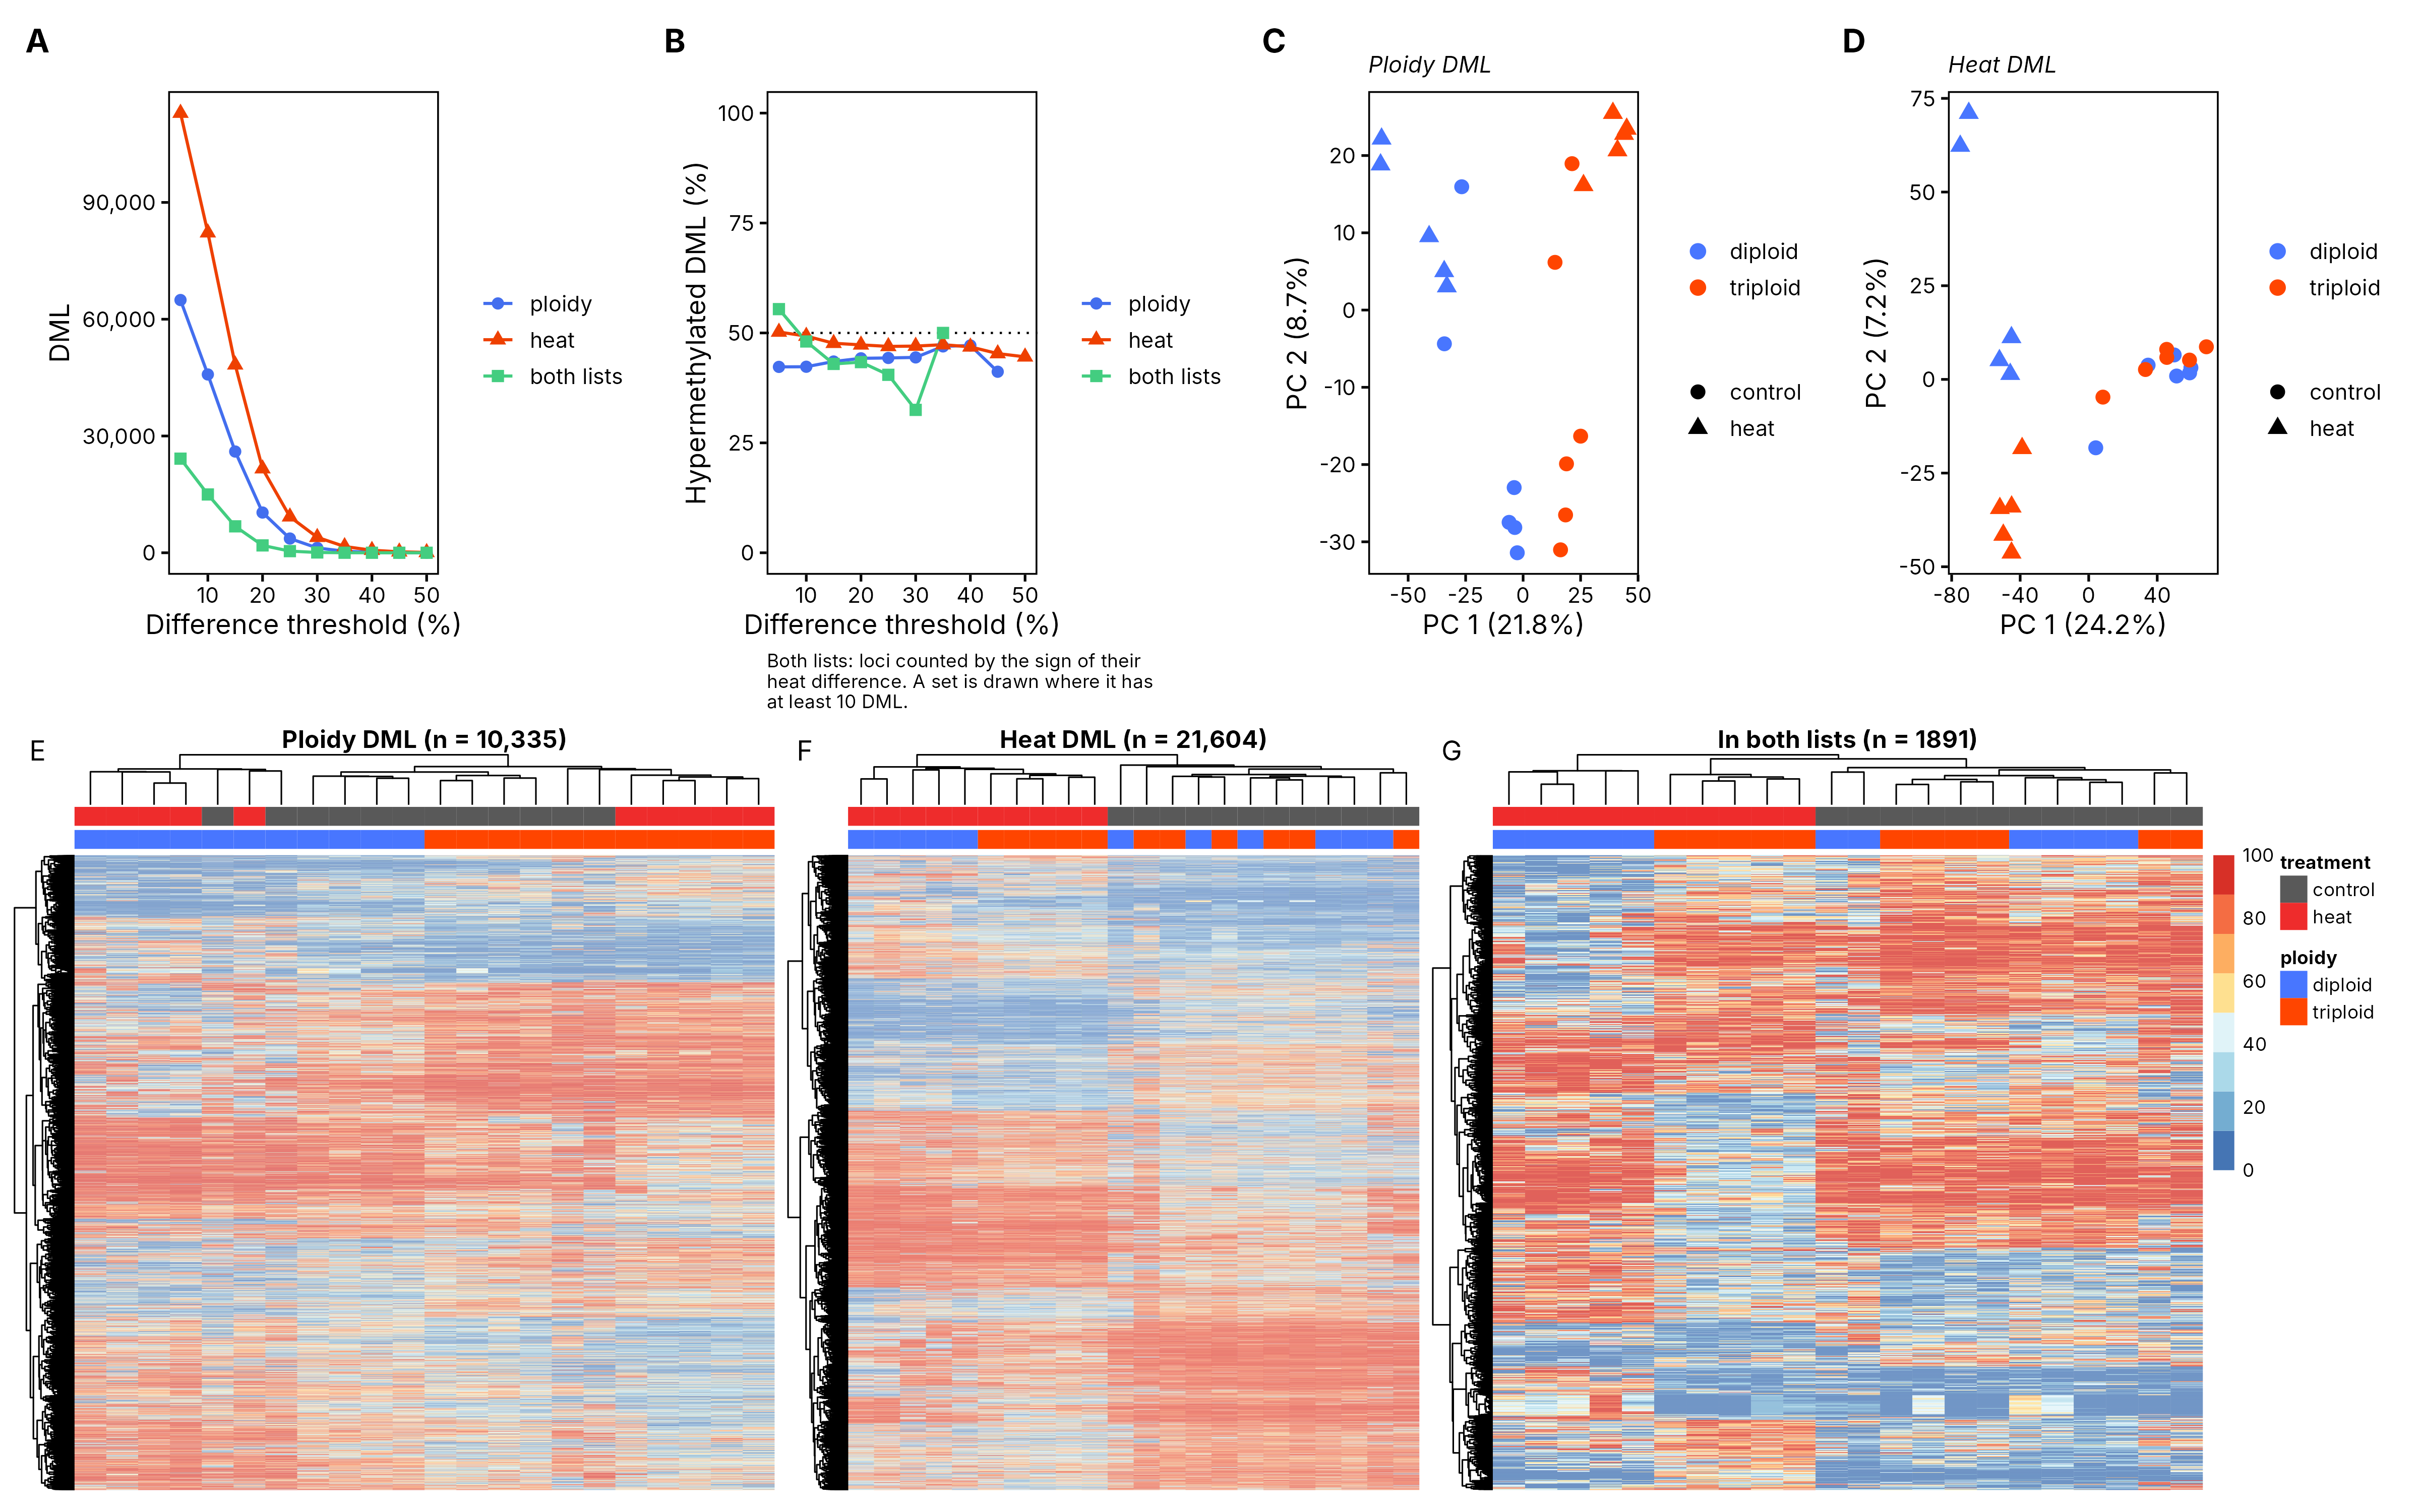 A
B
C
D
Ploidy DML
Heat DML
DML
90,000
60,000
30,000
0
10 20 30 40 50
Difference threshold (%)
ploidy
heat
both lists
Hypermethylated DML (%)
100
75
50
25
0
10 20 30 40 50
Difference threshold (%)
Both lists: loci counted by the sign of their
heat difference. A set is drawn where it has
at least 10 DML.
ploidy
heat
both lists
PC 2 (8.7%)
20
10
0
-10
-20
-30
-50 -25 0 25 50
PC 1 (21.8%)
diploid
triploid
control
heat
PC 2 (7.2%)
75
50
25
0
-25
-50
-80 -40 0 40
PC 1 (24.2%)
diploid
triploid
control
heat
E
Ploidy DML (n = 10,335)
F
Heat DML (n = 21,604)
G
In both lists (n = 1891)
100
80
60
40
20
0
treatment
control
heat
ploidy
diploid
triploid